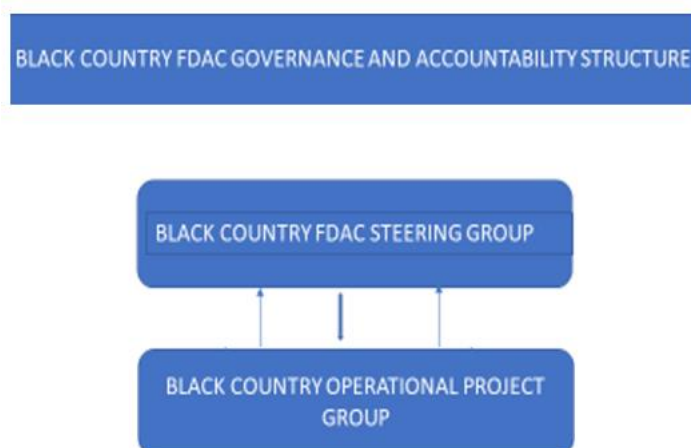 BLACK COUNTRY FDAC GOVERNANCE AND ACCOUNTABILITY STRUCTURE
BLACK COUNTRY FDAC STEERING GROUP
BLACK COUNTRY OPERATIONAL PROJECT
GROUP